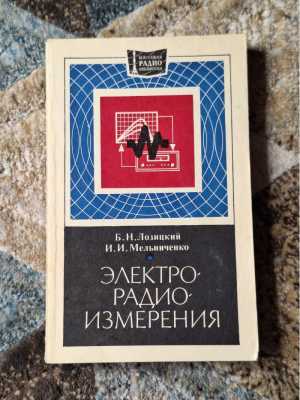 МАССОВАЯ
РАДИО
БИБЛИОТЕКА
Б.Н.Лозицкий
И.И.Мельниченко
ЭЛЕКТРО-
РАДИО-
ИЗМЕРЕНИЯ